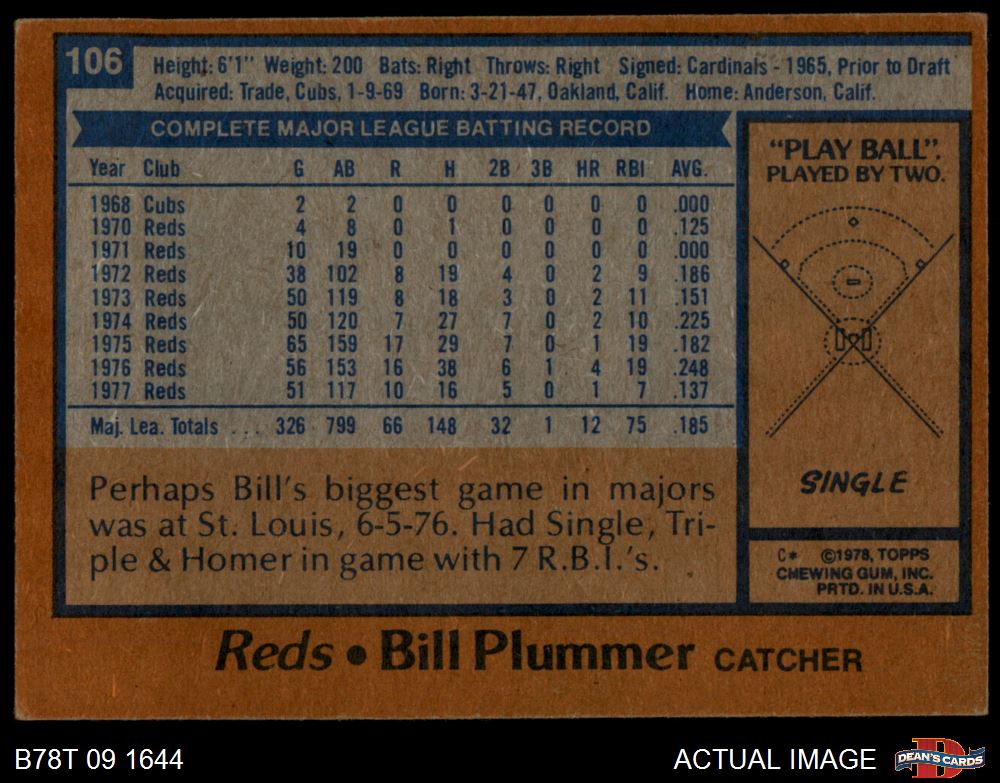 106
Height: 6'1" Weight: 200 Bats: Right Throws: Right Signed: Cardinals - 1965, Prior to Draft
Acquired: Trade, Cubs, 1-9-69 Born: 3-21-47, Oakland, Calif. Home: Anderson, Calif.
COMPLETE MAJOR LEAGUE BATTING RECORD
Year Club G AB R H 2B 3B HR RBI AVG.
1968 Cubs 2 2 0 0 0 0 0 0 .000
1970 Reds 4 8 0 1 0 0 0 0 .125
1971 Reds 10 19 0 0 0 0 0 0 .000
1972 Reds 38 102 8 19 4 0 2 9 .186
1973 Reds 50 119 8 18 3 0 2 11 .151
1974 Reds 50 120 7 27 7 0 2 10 .225
1975 Reds 65 159 17 29 7 0 1 19 .182
1976 Reds 56 153 16 38 6 1 4 19 .248
1977 Reds 51 117 10 16 5 0 1 7 .137
Maj. Lea. Totals ... 326 799 66 148 32 1 12 75 .185
Perhaps Bill's biggest game in majors
was at St. Louis, 6-5-76. Had Single, Tri-
ple & Homer in game with 7 R.B.I.'s.
"PLAY BALL".
PLAYED BY TWO.
SINGLE
C* ©1978, TOPPS
CHEWING GUM, INC.
PRTD. IN U.S.A.
Reds • Bill Plummer CATCHER
B78T 09 1644
ACTUAL IMAGE
D
DEAN'S CARDS